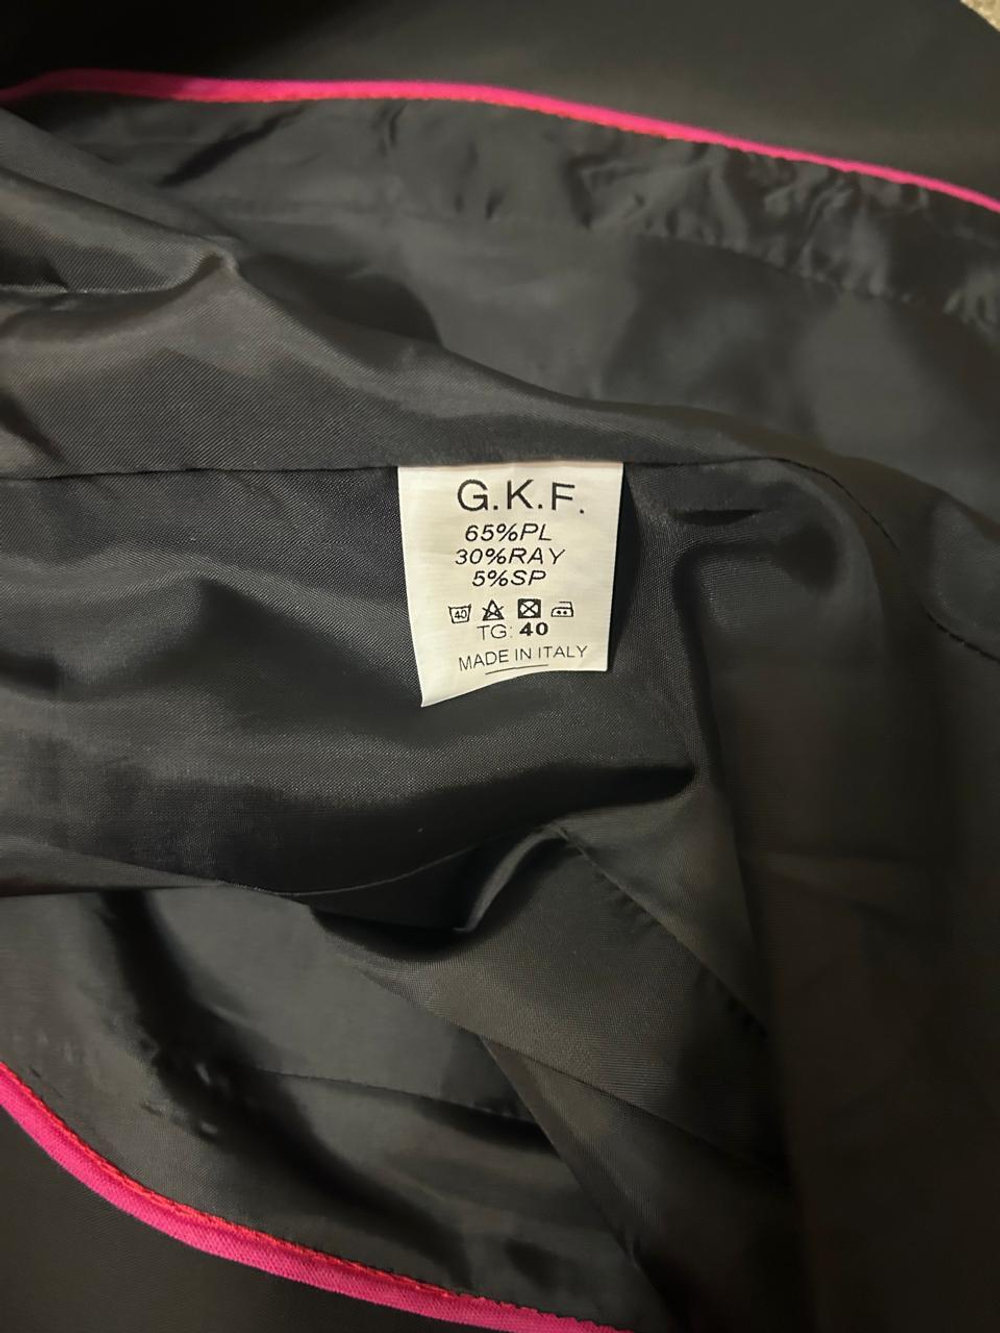 G.K.F.
65%PL
30%RAY
5%SP
40
TG: 40
MADE IN ITALY